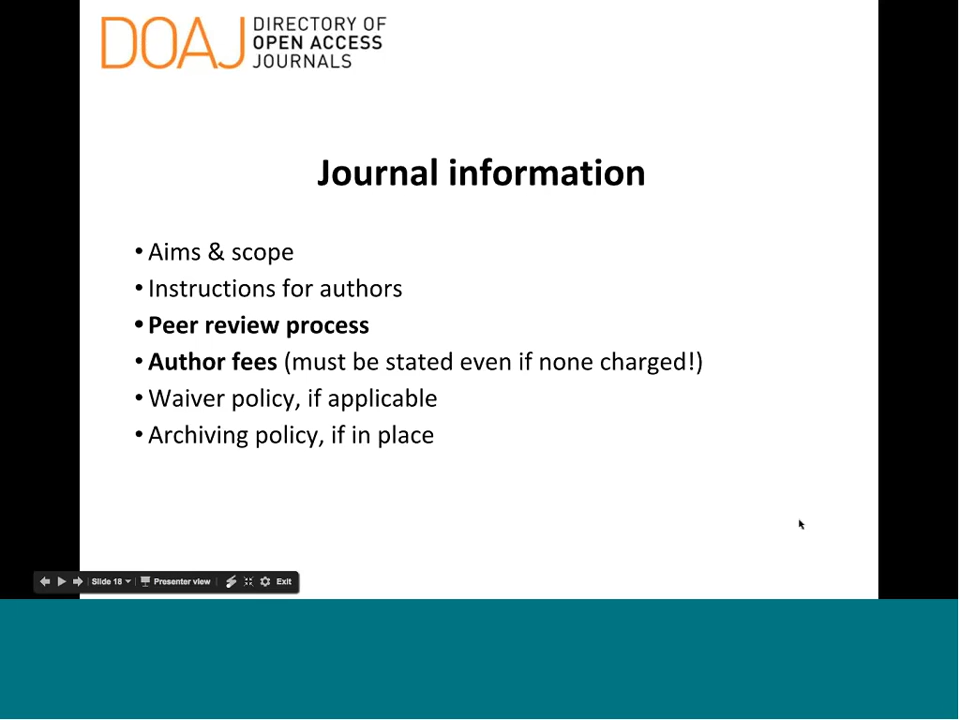 DOAJ DIRECTORY OF
OPEN ACCESS
JOURNALS
Journal information
• Aims & scope
• Instructions for authors
• Peer review process
• Author fees (must be stated even if none charged!)
• Waiver policy, if applicable
• Archiving policy, if in place
Slide 18 Presenter view Exit